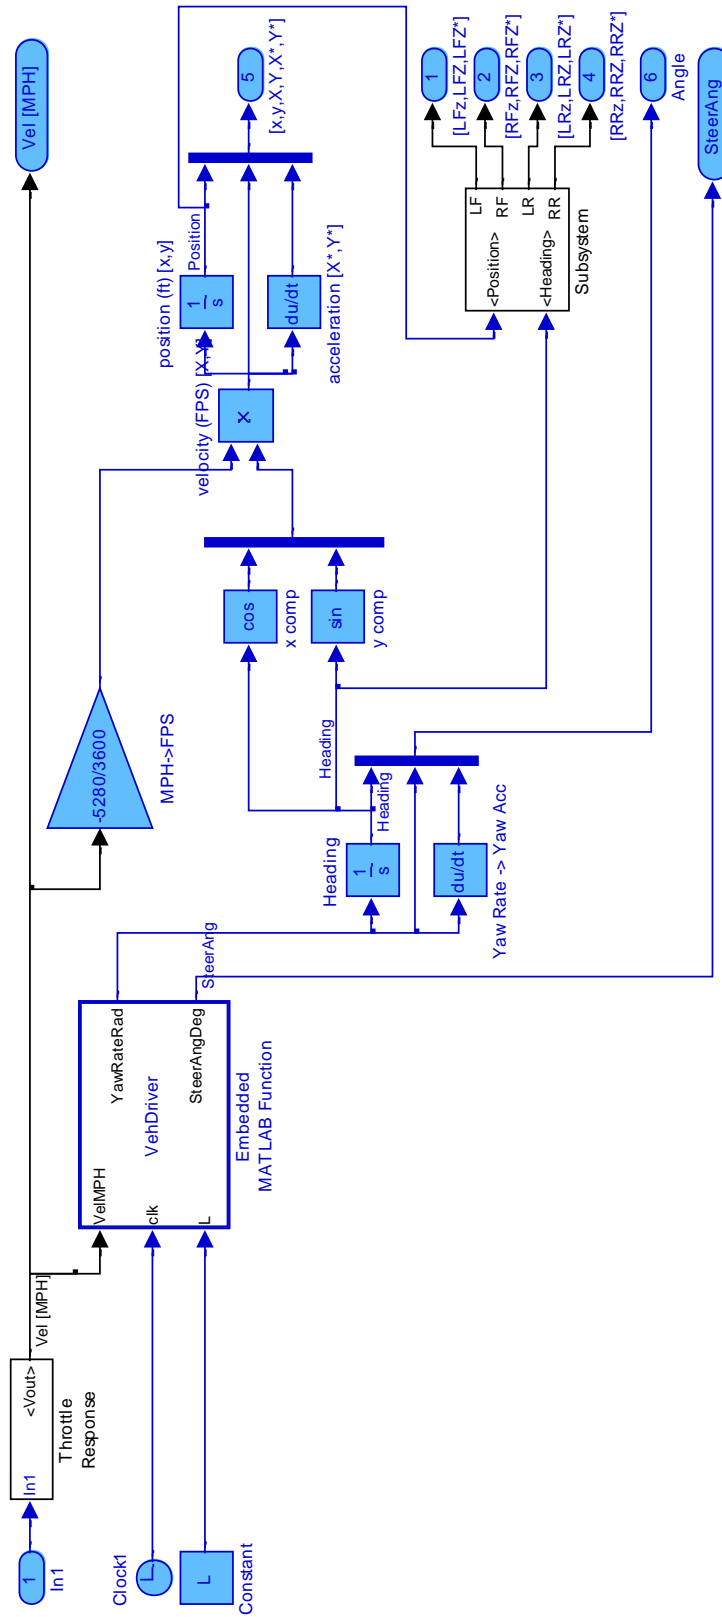 1
In1
In1
<Vout>
Throttle
Response
Vel [MPH]
Vel [MPH]
Clock1
L
Constant
VelMPH
clk
L
VehDriver
YawRateRad
SteerAngDeg
Embedded
MATLAB Function
SteerAng
-5280/3600
MPH->FPS
Heading
1
s
Heading
du/dt
Yaw Rate -> Yaw Acc
Heading
cos
x comp
sin
y comp
velocity (FPS) [X,Y]
X
position (ft) [x,y]
1
s
Position
du/dt
acceleration [X*,Y*]
5
[x,y,X,Y,X*,Y*]
<Position>
<Heading>
LF
RF
LR
RR
Subsystem
1
[LFz,LFZ,LFZ*]
2
[RFz,RFZ,RFZ*]
3
[LRz,LRZ,LRZ*]
4
[RRz,RRZ,RRZ*]
6
Angle
SteerAng